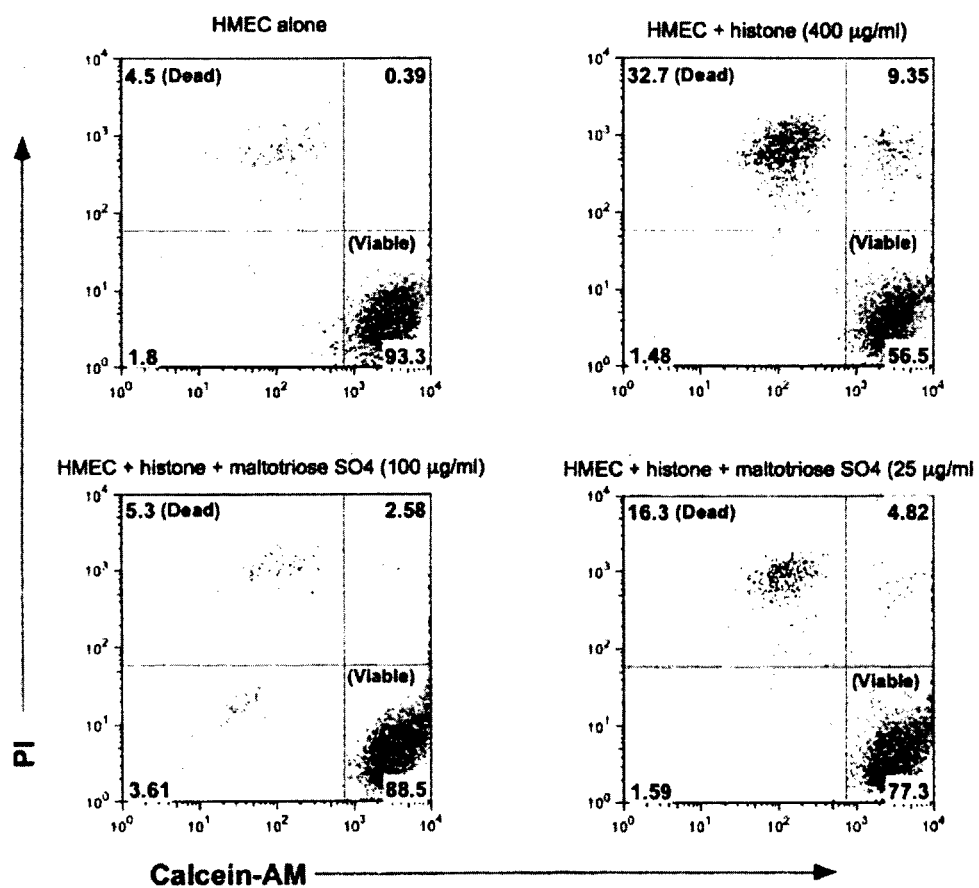 HMEC alone
10⁴
4.5 (Dead) 0.39
10³
10²
(Viable)
10¹
10⁰
1.8 93.3
10⁰ 10¹ 10² 10³ 10⁴
HMEC + histone (400 µg/ml)
10⁴
32.7 (Dead) 9.35
10³
10²
(Viable)
10¹
10⁰
1.48 56.5
10⁰ 10¹ 10² 10³ 10⁴
HMEC + histone + maltotriose SO4 (100 µg/ml)
10⁴
5.3 (Dead) 2.58
10³
10²
(Viable)
10¹
10⁰
3.61 88.5
10⁰ 10¹ 10² 10³ 10⁴
HMEC + histone + maltotriose SO4 (25 µg/ml
10⁴
16.3 (Dead) 4.82
10³
10²
(Viable)
10¹
10⁰
1.59 77.3
10⁰ 10¹ 10² 10³ 10⁴
PI
Calcein-AM